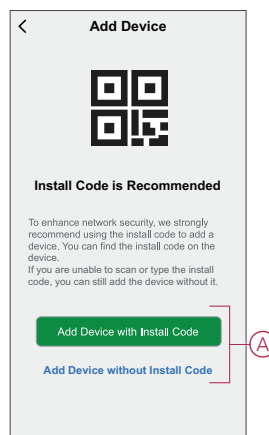 Add Device
Install Code is Recommended
To enhance network security, we strongly
recommend using the install code to add a
device. You can find the install code on the
device.
If you are unable to scan or type the install
code, you can still add the device without it.
Add Device with Install Code
A
Add Device without Install Code